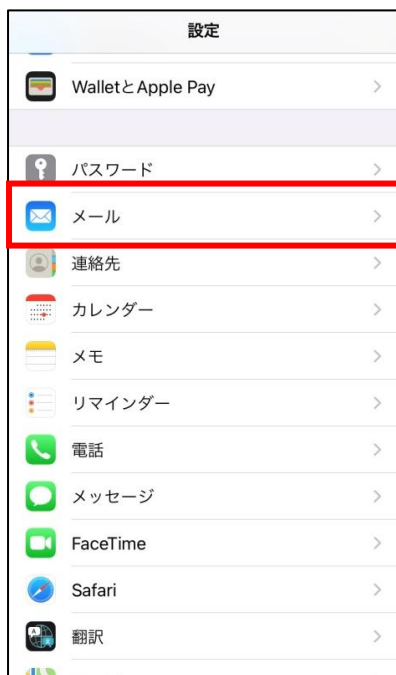 設定
WalletとApple Pay
パスワード
メール
連絡先
カレンダー
メモ
リマインダー
電話
メッセージ
FaceTime
Safari
翻訳